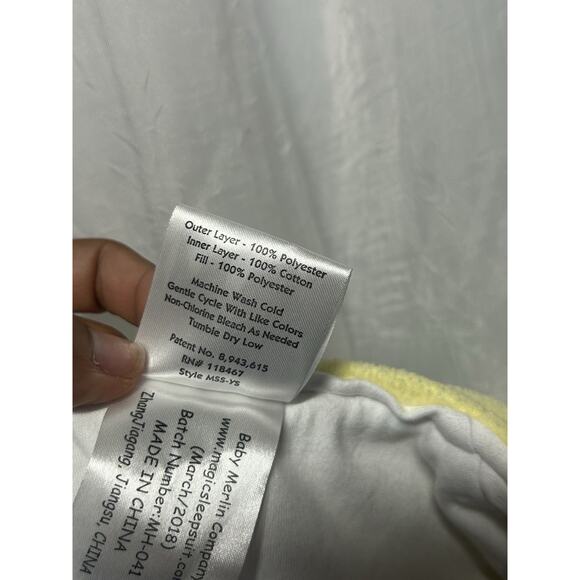 Outer Layer - 100% Polyester
Inner Layer - 100% Cotton
Fill - 100% Polyester
Machine Wash Cold
Gentle Cycle With Like Colors
Non-Chlorine Bleach As Needed
Tumble Dry Low
Patent No. 8,943,615
RN# 118467
Style MSS-YS
Baby Merlin Company
www.magicsleepsuit.co
(March/2018)
Batch Number:MH-041
MADE IN CHINA
ZhangJiagang, Jiangsu, CHINA